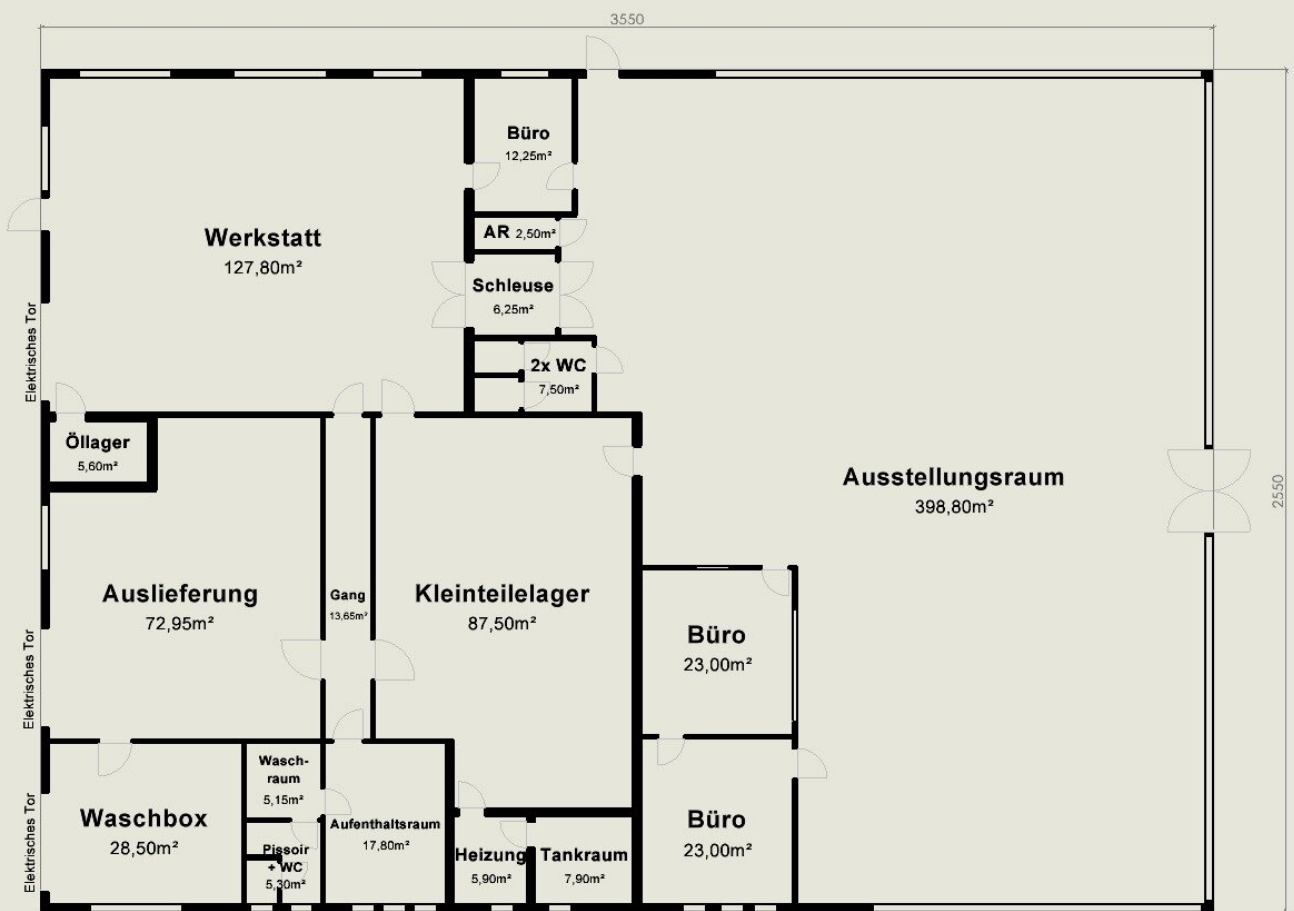 3550
Büro
12,25m²
Werkstatt
127,80m²
AR 2,50m²
Schleuse
6,25m²
Elektrisches Tor
2x WC
7,50m²
Öllager
5,60m²
Ausstellungsraum
398,80m²
2550
Auslieferung
72,95m²
Gang
13,65m²
Kleinteilelager
87,50m²
Büro
23,00m²
Elektrisches Tor
Wasch-
raum
5,15m²
Waschbox
28,50m²
Aufenthaltsraum
17,80m²
Büro
23,00m²
Elektrisches Tor
Pissoir
+ WC
5,30m²
Heizung
5,90m²
Tankraum
7,90m²